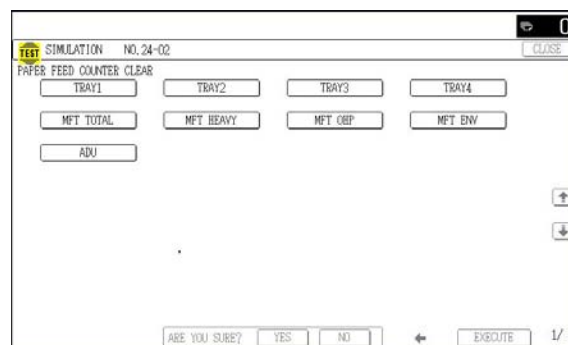 0
TEST SIMULATION NO.24-02 CLOSE
PAPER FEED COUNTER CLEAR
TRAY1 TRAY2 TRAY3 TRAY4
MFT TOTAL MFT HEAVY MFT OHP MFT ENV
ADU
ARE YOU SURE? YES NO EXECUTE 1/